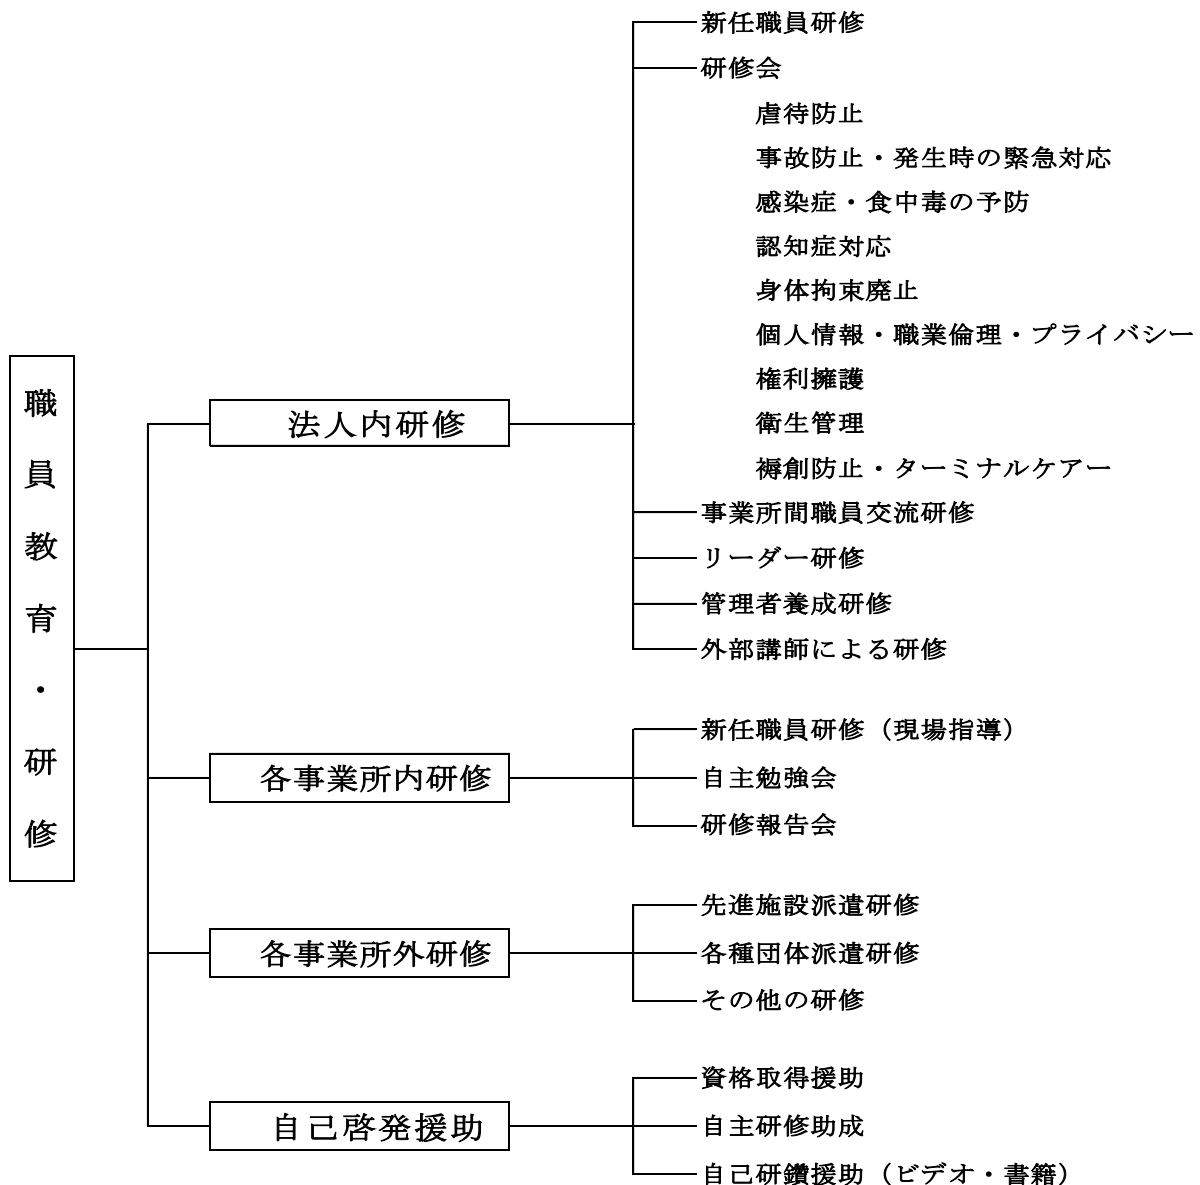 職員教育・研修
法人内研修
新任職員研修
研修会
虐待防止
事故防止・発生時の緊急対応
感染症・食中毒の予防
認知症対応
身体拘束廃止
個人情報・職業倫理・プライバシー
権利擁護
衛生管理
褥創防止・ターミナルケアー
事業所間職員交流研修
リーダー研修
管理者養成研修
外部講師による研修
各事業所内研修
新任職員研修（現場指導）
自主勉強会
研修報告会
各事業所外研修
先進施設派遣研修
各種団体派遣研修
その他の研修
自己啓発援助
資格取得援助
自主研修助成
自己研鑽援助（ビデオ・書籍）